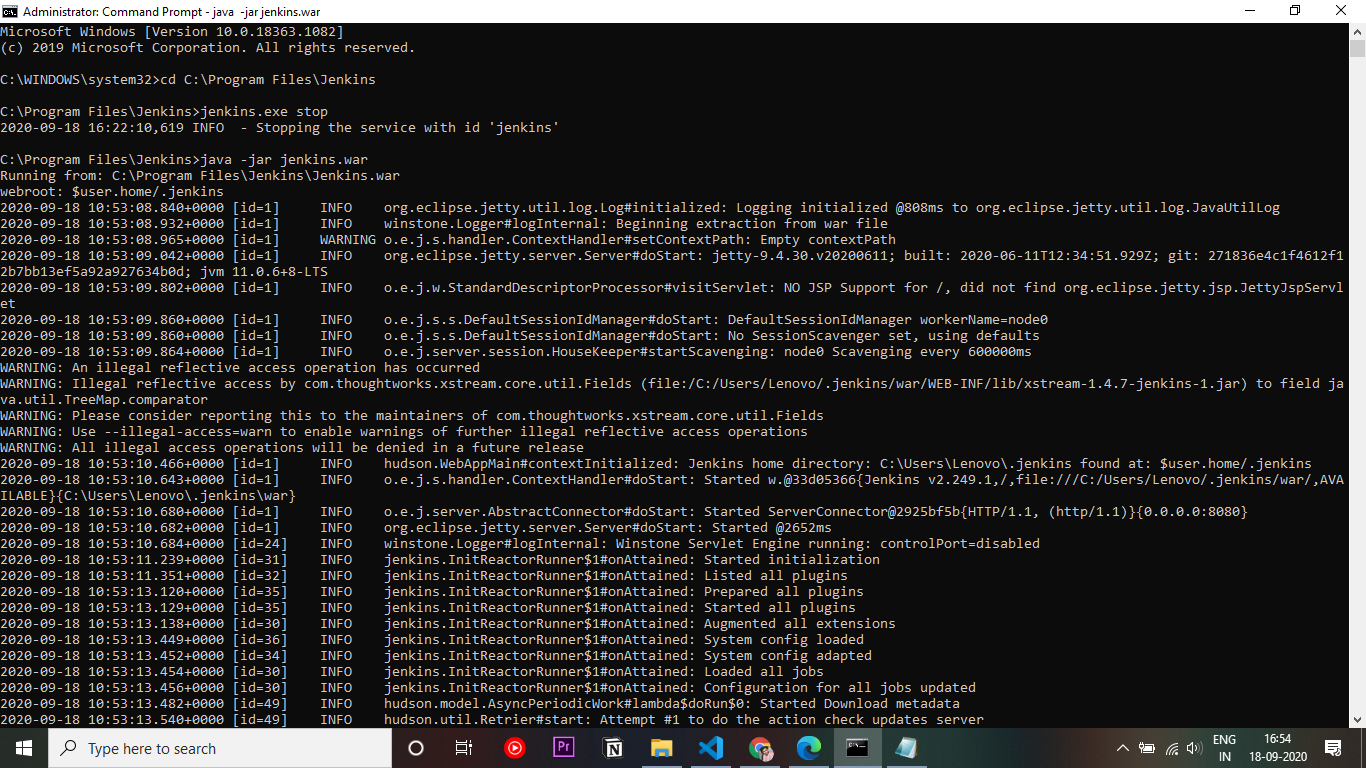 Administrator: Command Prompt - java  -jar jenkins.war
Microsoft Windows [Version 10.0.18363.1082]
(c) 2019 Microsoft Corporation. All rights reserved.
C:\WINDOWS\system32>cd C:\Program Files\Jenkins
C:\Program Files\Jenkins>jenkins.exe stop
2020-09-18 16:22:10,619 INFO  - Stopping the service with id 'jenkins'
C:\Program Files\Jenkins>java -jar jenkins.war
Running from: C:\Program Files\Jenkins\Jenkins.war
webroot: $user.home/.jenkins
2020-09-18 10:53:08.840+0000 [id=1]     INFO    org.eclipse.jetty.util.log.Log#initialized: Logging initialized @808ms to org.eclipse.jetty.util.log.JavaUtilLog
2020-09-18 10:53:08.932+0000 [id=1]     INFO    winstone.Logger#logInternal: Beginning extraction from war file
2020-09-18 10:53:08.965+0000 [id=1]     WARNING o.e.j.s.handler.ContextHandler#setContextPath: Empty contextPath
2020-09-18 10:53:09.042+0000 [id=1]     INFO    org.eclipse.jetty.server.Server#doStart: jetty-9.4.30.v20200611; built: 2020-06-11T12:34:51.929Z; git: 271836e4c1f4612f1
2b7bb13ef5a92a927634b0d; jvm 11.0.6+8-LTS
2020-09-18 10:53:09.802+0000 [id=1]     INFO    o.e.j.w.StandardDescriptorProcessor#visitServlet: NO JSP Support for /, did not find org.eclipse.jetty.jsp.JettyJspServl
et
2020-09-18 10:53:09.860+0000 [id=1]     INFO    o.e.j.s.s.DefaultSessionIdManager#doStart: DefaultSessionIdManager workerName=node0
2020-09-18 10:53:09.860+0000 [id=1]     INFO    o.e.j.s.s.DefaultSessionIdManager#doStart: No SessionScavenger set, using defaults
2020-09-18 10:53:09.864+0000 [id=1]     INFO    o.e.j.server.session.HouseKeeper#startScavenging: node0 Scavenging every 600000ms
WARNING: An illegal reflective access operation has occurred
WARNING: Illegal reflective access by com.thoughtworks.xstream.core.util.Fields (file:/C:/Users/Lenovo/.jenkins/war/WEB-INF/lib/xstream-1.4.7-jenkins-1.jar) to field ja
va.util.TreeMap.comparator
WARNING: Please consider reporting this to the maintainers of com.thoughtworks.xstream.core.util.Fields
WARNING: Use --illegal-access=warn to enable warnings of further illegal reflective access operations
WARNING: All illegal access operations will be denied in a future release
2020-09-18 10:53:10.466+0000 [id=1]     INFO    hudson.WebAppMain#contextInitialized: Jenkins home directory: C:\Users\Lenovo\.jenkins found at: $user.home/.jenkins
2020-09-18 10:53:10.643+0000 [id=1]     INFO    o.e.j.s.handler.ContextHandler#doStart: Started w.@33d05366{Jenkins v2.249.1,/,file:///C:/Users/Lenovo/.jenkins/war/,AVA
ILABLE}{C:\Users\Lenovo\.jenkins\war}
2020-09-18 10:53:10.680+0000 [id=1]     INFO    o.e.j.server.AbstractConnector#doStart: Started ServerConnector@2925bf5b{HTTP/1.1, (http/1.1)}{0.0.0.0:8080}
2020-09-18 10:53:10.682+0000 [id=1]     INFO    org.eclipse.jetty.server.Server#doStart: Started @2652ms
2020-09-18 10:53:10.684+0000 [id=24]    INFO    winstone.Logger#logInternal: Winstone Servlet Engine running: controlPort=disabled
2020-09-18 10:53:11.239+0000 [id=31]    INFO    jenkins.InitReactorRunner$1#onAttained: Started initialization
2020-09-18 10:53:11.351+0000 [id=32]    INFO    jenkins.InitReactorRunner$1#onAttained: Listed all plugins
2020-09-18 10:53:13.120+0000 [id=35]    INFO    jenkins.InitReactorRunner$1#onAttained: Prepared all plugins
2020-09-18 10:53:13.129+0000 [id=35]    INFO    jenkins.InitReactorRunner$1#onAttained: Started all plugins
2020-09-18 10:53:13.138+0000 [id=30]    INFO    jenkins.InitReactorRunner$1#onAttained: Augmented all extensions
2020-09-18 10:53:13.449+0000 [id=36]    INFO    jenkins.InitReactorRunner$1#onAttained: System config loaded
2020-09-18 10:53:13.452+0000 [id=34]    INFO    jenkins.InitReactorRunner$1#onAttained: System config adapted
2020-09-18 10:53:13.454+0000 [id=30]    INFO    jenkins.InitReactorRunner$1#onAttained: Loaded all jobs
2020-09-18 10:53:13.456+0000 [id=30]    INFO    jenkins.InitReactorRunner$1#onAttained: Configuration for all jobs updated
2020-09-18 10:53:13.482+0000 [id=49]    INFO    hudson.model.AsyncPeriodicWork#lambda$doRun$0: Started Download metadata
2020-09-18 10:53:13.540+0000 [id=49]    INFO    hudson.util.Retrier#start: Attempt #1 to do the action check updates server
Type here to search
Pr
N
ENG
IN
16:54
18-09-2020